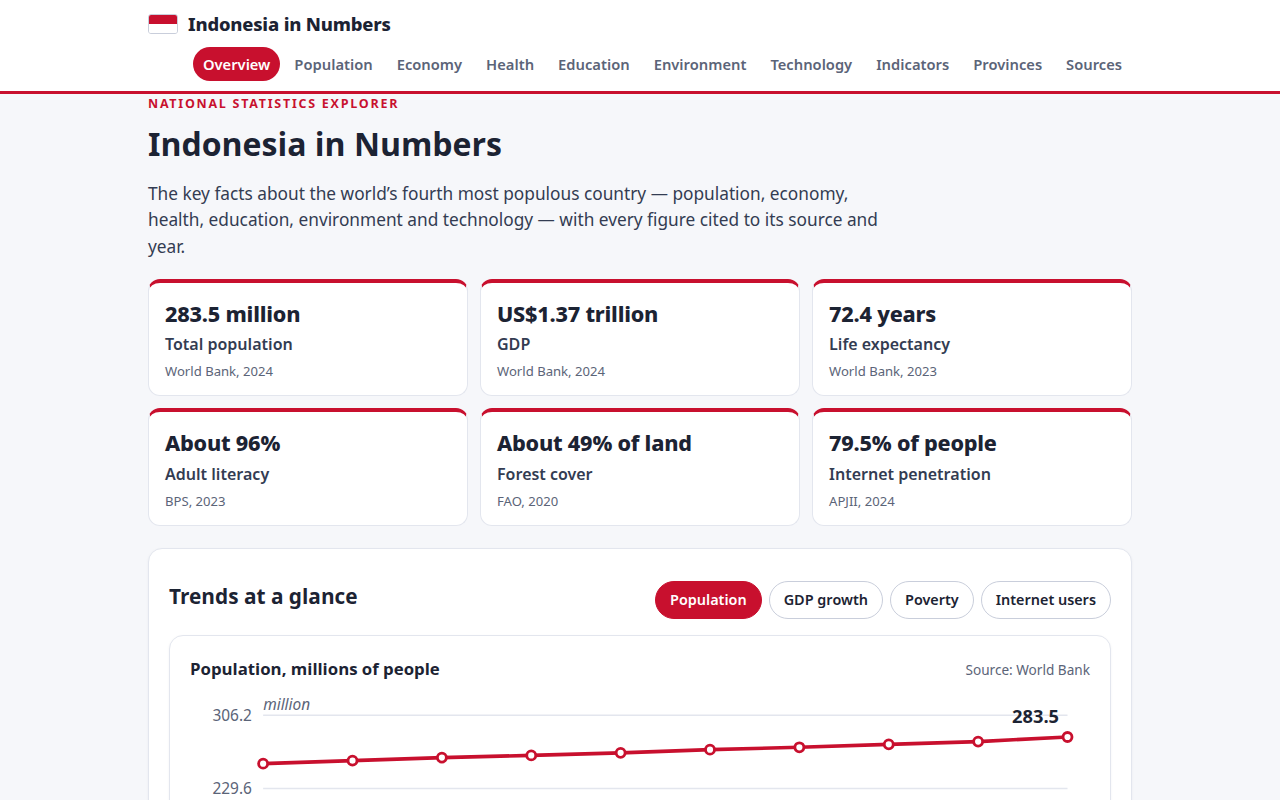 Indonesia in Numbers
Overview Population Economy Health Education Environment Technology Indicators Provinces Sources
NATIONAL STATISTICS EXPLORER
Indonesia in Numbers
The key facts about the world’s fourth most populous country — population, economy,
health, education, environment and technology — with every figure cited to its source and
year.
283.5 million
Total population
World Bank, 2024
US$1.37 trillion
GDP
World Bank, 2024
72.4 years
Life expectancy
World Bank, 2023
About 96%
Adult literacy
BPS, 2023
About 49% of land
Forest cover
FAO, 2020
79.5% of people
Internet penetration
APJII, 2024
Trends at a glance
Population GDP growth Poverty Internet users
Population, millions of people
Source: World Bank
million
306.2
283.5
229.6